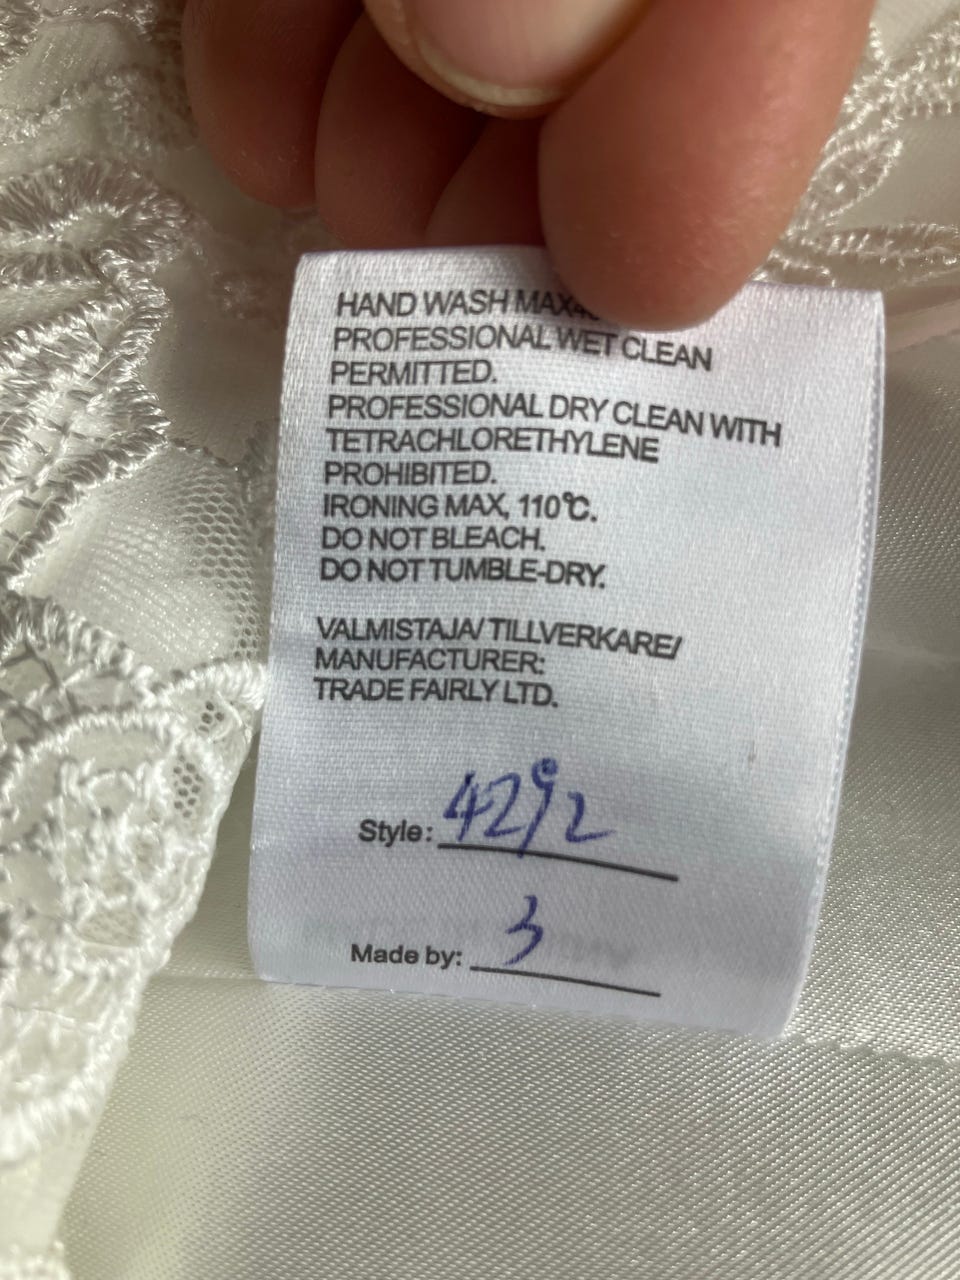 HAND WASH MAX
PROFESSIONAL WET CLEAN
PERMITTED.
PROFESSIONAL DRY CLEAN WITH
TETRACHLORETHYLENE
PROHIBITED.
IRONING MAX, 110℃.
DO NOT BLEACH.
DO NOT TUMBLE-DRY.
VALMISTAJA/ TILLVERKARE/
MANUFACTURER:
TRADE FAIRLY LTD.
Style: 4292
Made by: 3